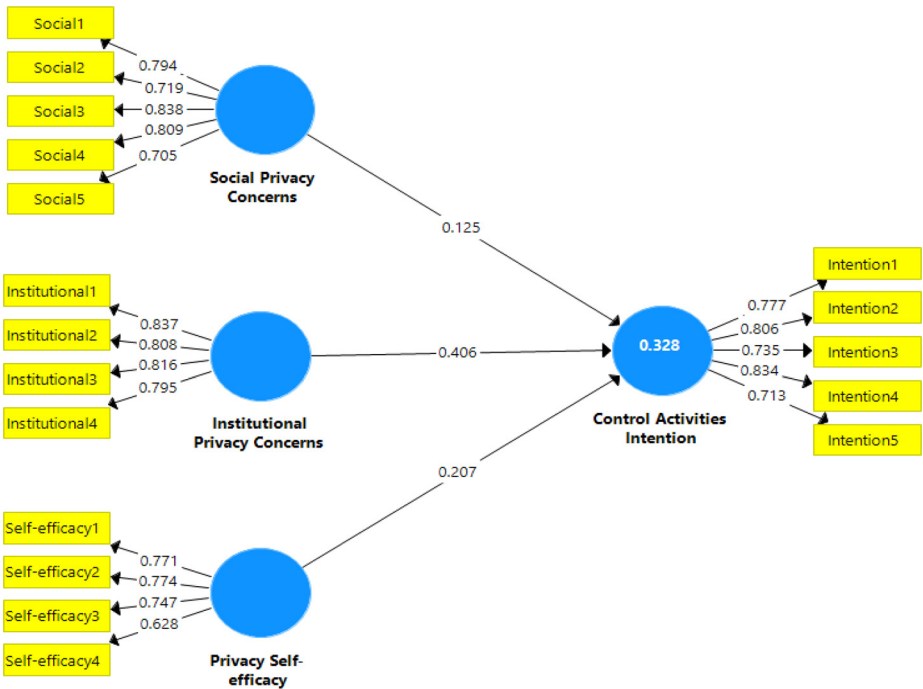 Social1
Social2
Social3
Social4
Social5
0.794
0.719
0.838
0.809
0.705
Social Privacy
Concerns
0.125
Institutional1
Institutional2
Institutional3
Institutional4
0.837
0.808
0.816
0.795
Institutional
Privacy Concerns
0.406
Self-efficacy1
Self-efficacy2
Self-efficacy3
Self-efficacy4
0.771
0.774
0.747
0.628
Privacy Self-
efficacy
0.207
0.328
Control Activities
Intention
0.777
0.806
0.735
0.834
0.713
Intention1
Intention2
Intention3
Intention4
Intention5